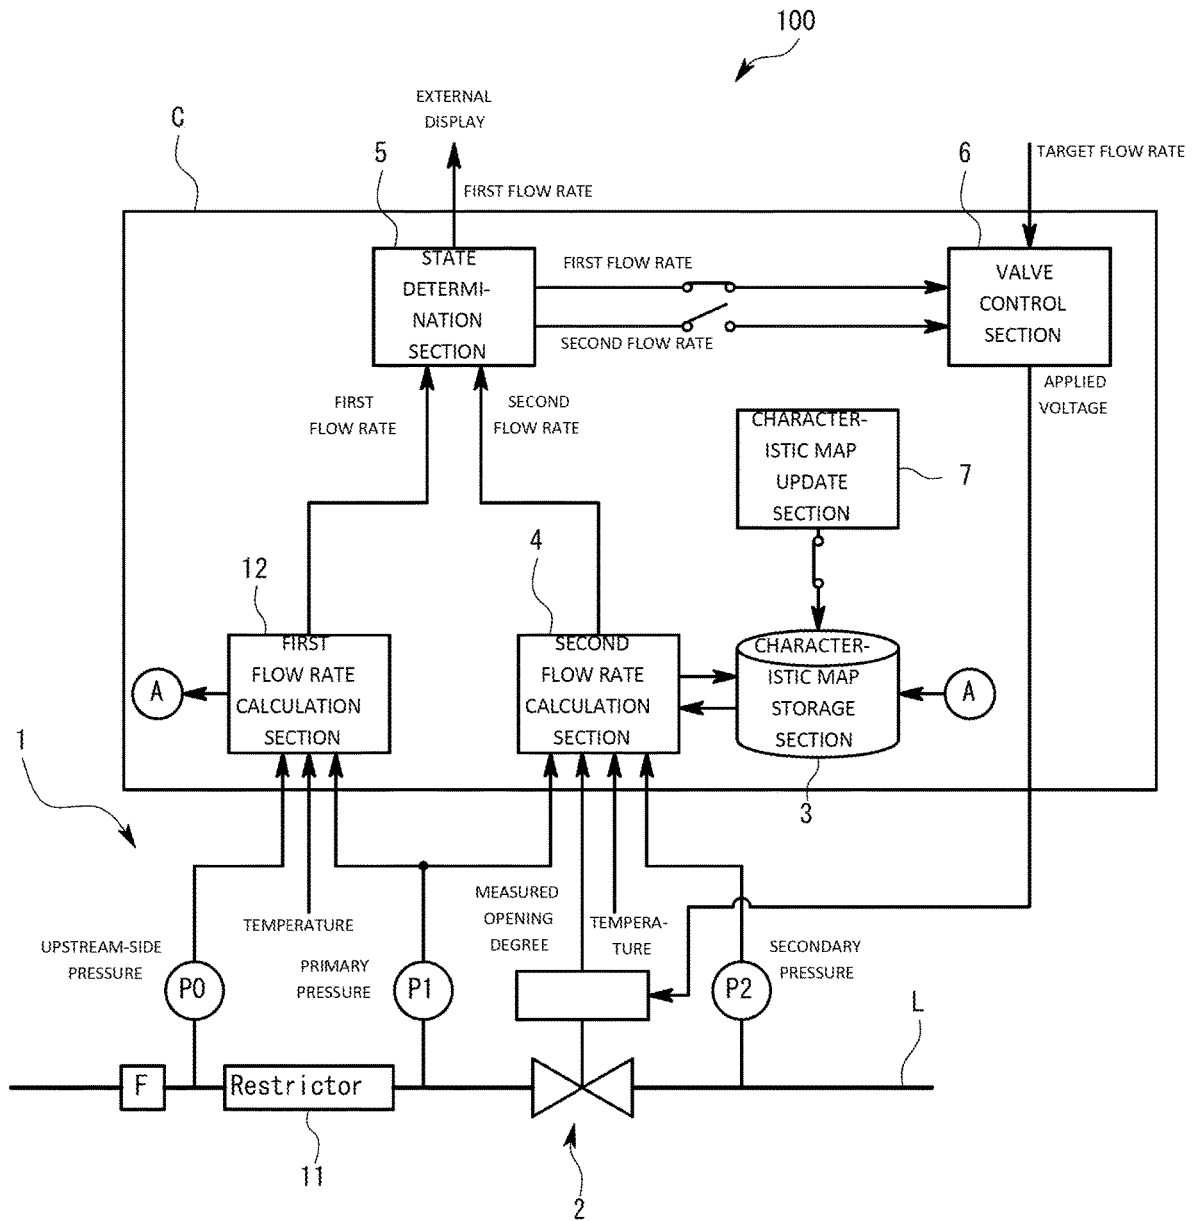 100
EXTERNAL
DISPLAY
C
5
6
TARGET FLOW RATE
FIRST FLOW RATE
STATE
DETERMI-
NATION
SECTION
FIRST FLOW RATE
SECOND FLOW RATE
VALVE
CONTROL
SECTION
APPLIED
VOLTAGE
FIRST
FLOW RATE
SECOND
FLOW RATE
CHARACTER-
ISTIC MAP
UPDATE
SECTION
7
12
4
FIRST
FLOW RATE
CALCULATION
SECTION
A
SECOND
FLOW RATE
CALCULATION
SECTION
CHARACTER-
ISTIC MAP
STORAGE
SECTION
A
3
1
TEMPERATURE
MEASURED
OPENING
DEGREE
TEMPERA-
TURE
UPSTREAM-SIDE
PRESSURE
P0
PRIMARY
PRESSURE
P1
SECONDARY
PRESSURE
P2
L
F
Restrictor
11
2